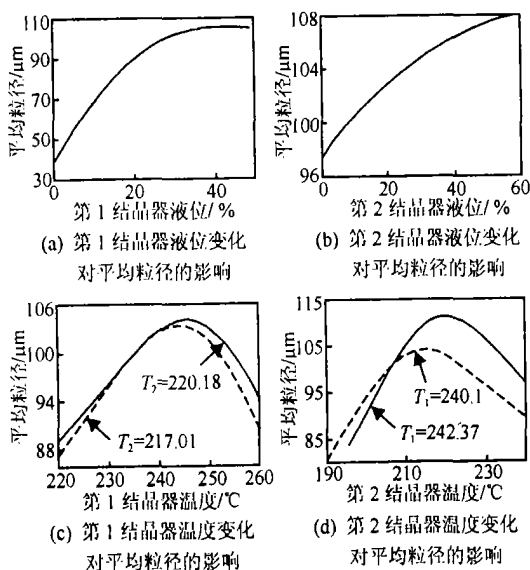 110
90
70
50
30
平均粒径/μm
0
20
40
第 1 结晶器液位/ %
(a) 第 1 结晶器液位变化
对平均粒径的影响
108
104
100
96
平均粒径/μm
0
20
40
60
第 2 结晶器液位/ %
(b) 第 2 结晶器液位变化
对平均粒径的影响
106
100
94
88
平均粒径/μm
T₂=220.18
T₂=217.01
220
230
240
250
260
第 1 结晶器温度/℃
(c) 第 1 结晶器温度变化
对平均粒径的影响
115
105
95
85
平均粒径/μm
T₁=240.1
T₁=242.37
190
210
230
第 2 结晶器温度/℃
(d) 第 2 结晶器温度变化
对平均粒径的影响